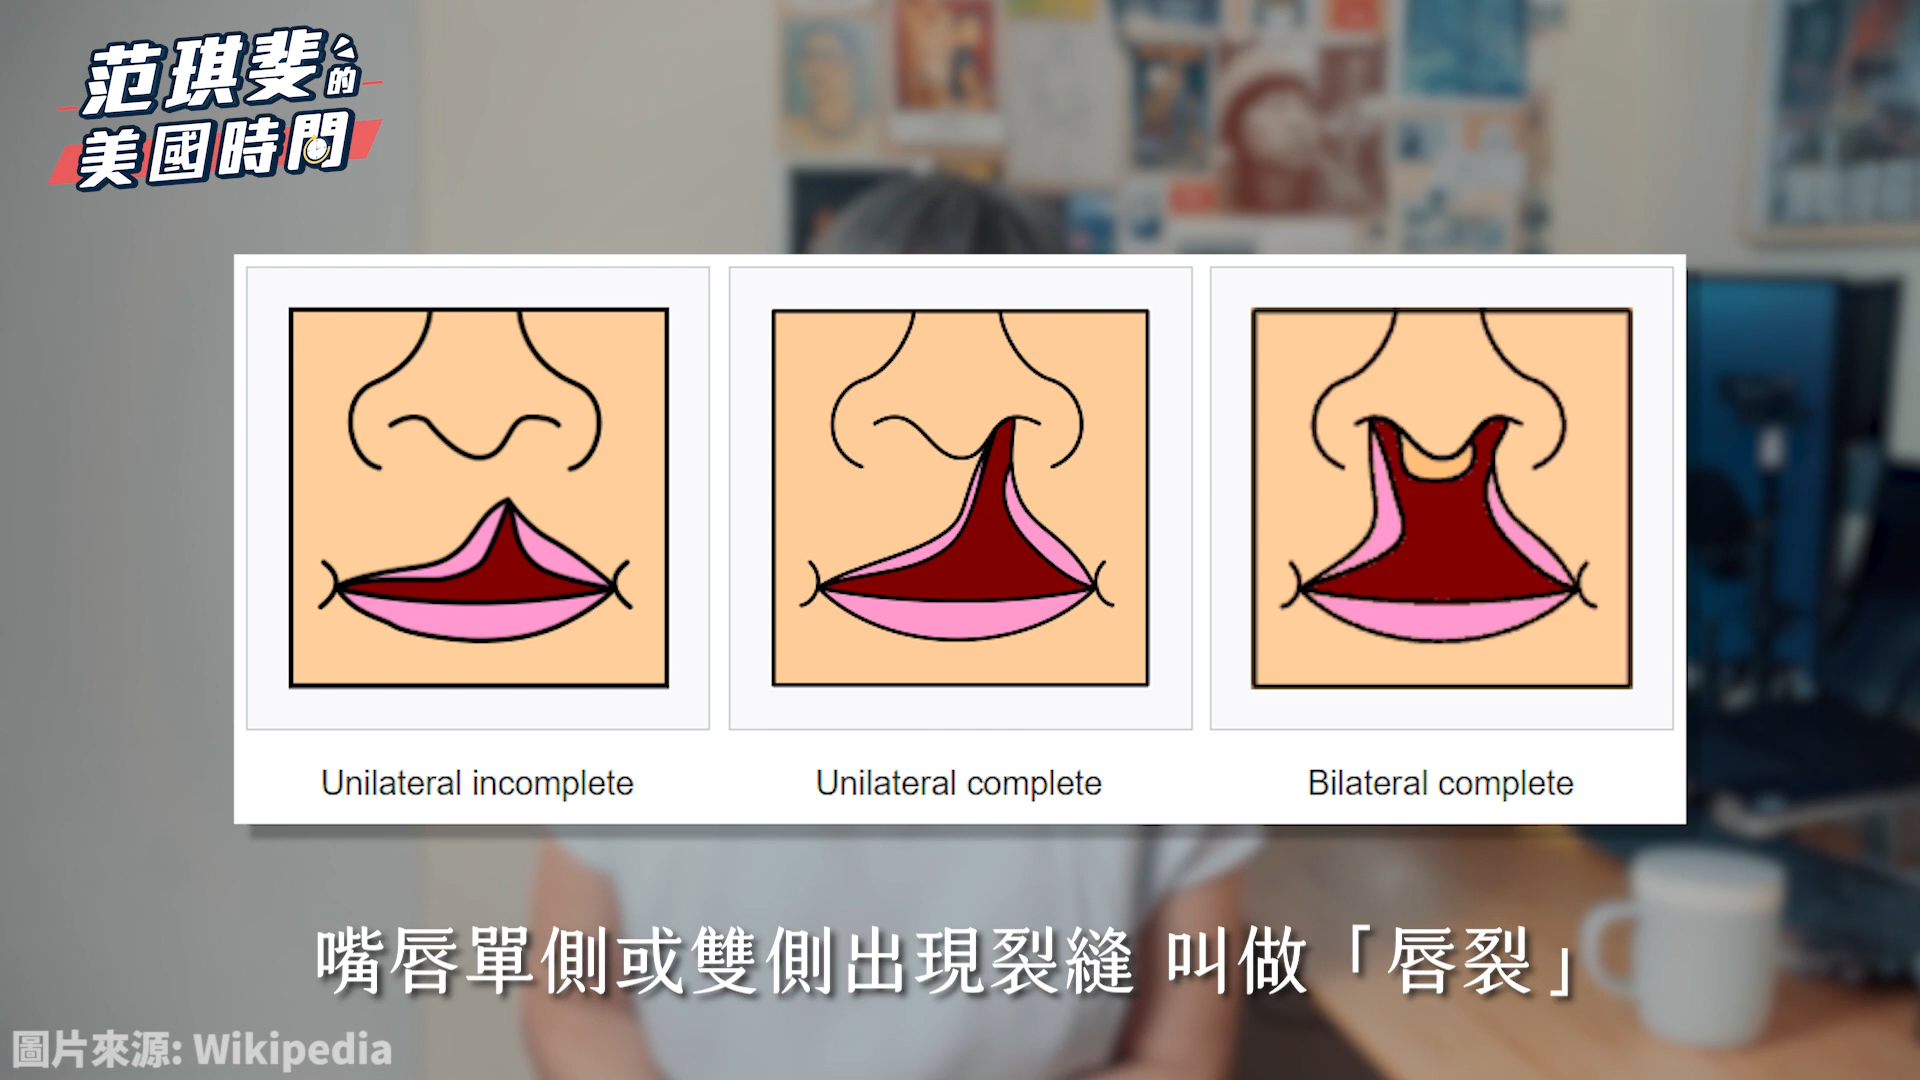 范琪斐的
美國時間
Unilateral incomplete
Unilateral complete
Bilateral complete
嘴唇單側或雙側出現裂縫 叫做「唇裂」
圖片來源: Wikipedia